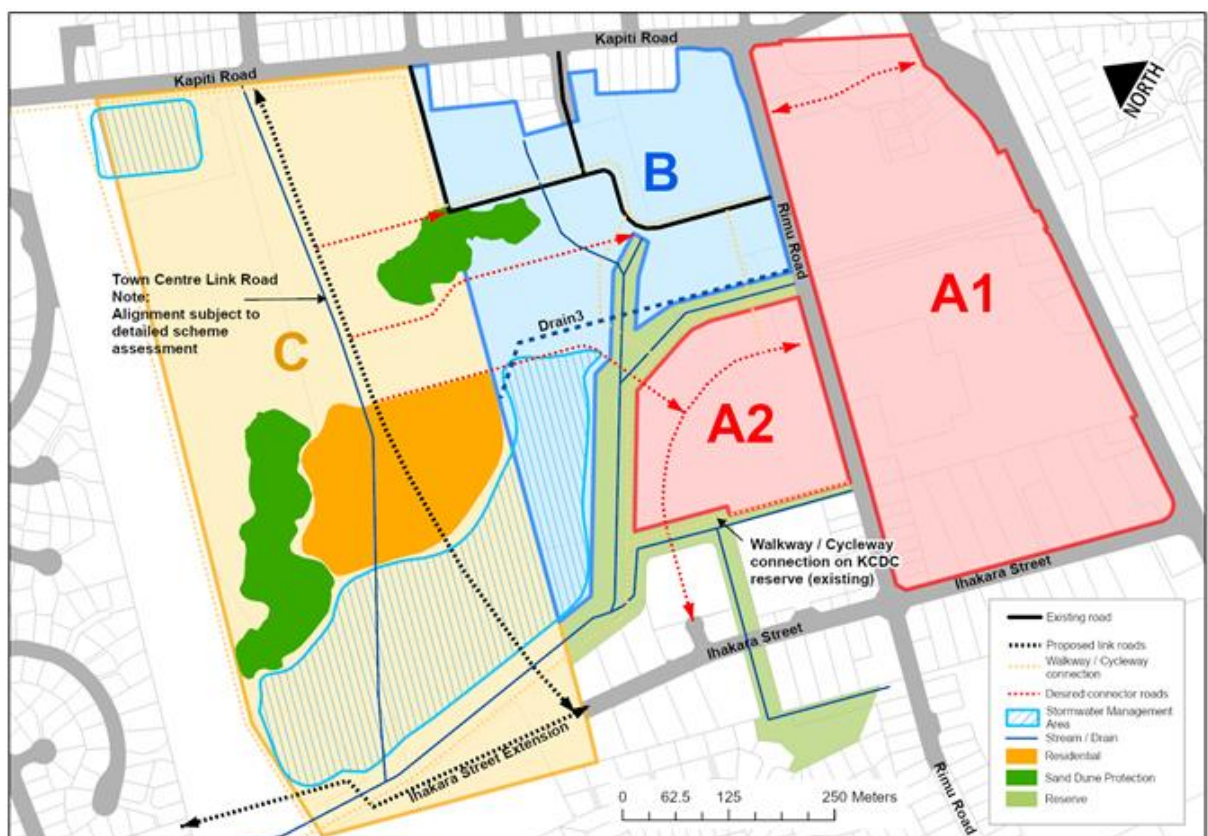 Kapiti Road
Kapiti Road
NORTH
B
Rimu Road
A1
Town Centre Link Road
Note:
Alignment subject to
detailed scheme
assessment
C
Drain3
A2
Walkway / Cycleway
connection on KCDC
reserve (existing)
Ihakara Street
Ihakara Street
Ihakara Street Extension
Rimu Road
0 62.5 125 250 Meters
Existing road
Proposed link roads
Walkway / Cycleway
connection
Desired connector roads
Stormwater Management
Area
Stream / Drain
Residential
Sand Dune Protection
Reserve